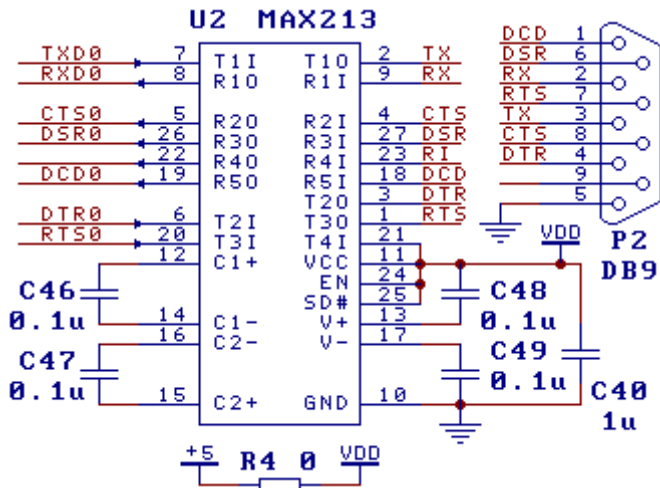 U2 MAX213
TXD0 7 T1I T1O 2 TX
RXD0 8 R1O R1I 9 RX
CTS0 5 R2O R2I 4 CTS
DSR0 26 R3O R3I 27 DSR
22 R4O R4I 23 RI
DCD0 19 R5O R5I 18 DCD
T2O 3 DTR
DTR0 6 T2I T3O 1 RTS
RTS0 20 T3I T4I 21
12 C1+ VCC 11
EN 24
SD# 25
C46 0.1u
14 C1- V+ 13
16 C2- V- 17
C47 0.1u
15 C2+ GND 10
C48 0.1u
C49 0.1u
C40 1u
VDD
DCD 1
DSR 6
RX 2
RTS 7
TX 3
CTS 8
DTR 4
9
5
P2
DB9
+5 R4 0 VDD